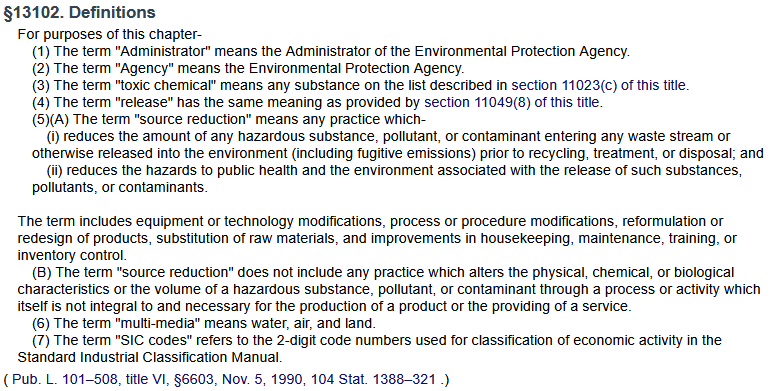 §13102. Definitions
For purposes of this chapter-
(1) The term "Administrator" means the Administrator of the Environmental Protection Agency.
(2) The term "Agency" means the Environmental Protection Agency.
(3) The term "toxic chemical" means any substance on the list described in section 11023(c) of this title.
(4) The term "release" has the same meaning as provided by section 11049(8) of this title.
(5)(A) The term "source reduction" means any practice which-
(i) reduces the amount of any hazardous substance, pollutant, or contaminant entering any waste stream or
otherwise released into the environment (including fugitive emissions) prior to recycling, treatment, or disposal; and
(ii) reduces the hazards to public health and the environment associated with the release of such substances,
pollutants, or contaminants.
The term includes equipment or technology modifications, process or procedure modifications, reformulation or
redesign of products, substitution of raw materials, and improvements in housekeeping, maintenance, training, or
inventory control.
(B) The term "source reduction" does not include any practice which alters the physical, chemical, or biological
characteristics or the volume of a hazardous substance, pollutant, or contaminant through a process or activity which
itself is not integral to and necessary for the production of a product or the providing of a service.
(6) The term "multi-media" means water, air, and land.
(7) The term "SIC codes" refers to the 2-digit code numbers used for classification of economic activity in the
Standard Industrial Classification Manual.
( Pub. L. 101–508, title VI, §6603, Nov. 5, 1990, 104 Stat. 1388–321 .)